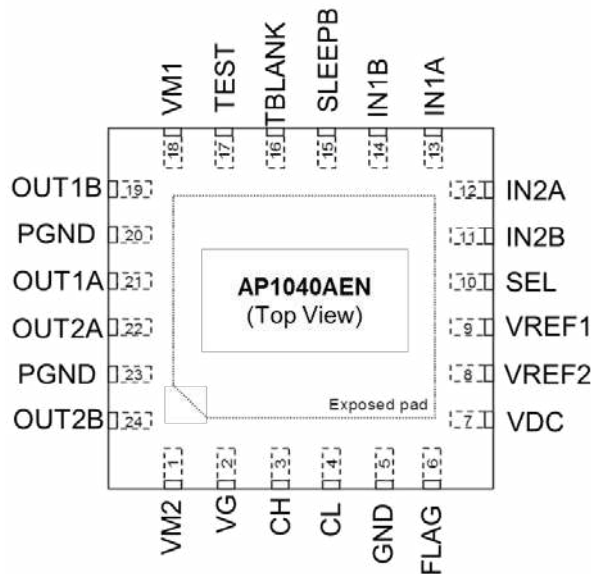 VM1
TEST
TBLANK
SLEEPB
IN1B
IN1A
18
17
16
15
14
13
OUT1B 19
12 IN2A
PGND 20
11 IN2B
OUT1A 21
10 SEL
OUT2A 22
9 VREF1
PGND 23
8 VREF2
OUT2B 24
7 VDC
AP1040AEN
(Top View)
Exposed pad
1
2
3
4
5
6
VM2
VG
CH
CL
GND
FLAG